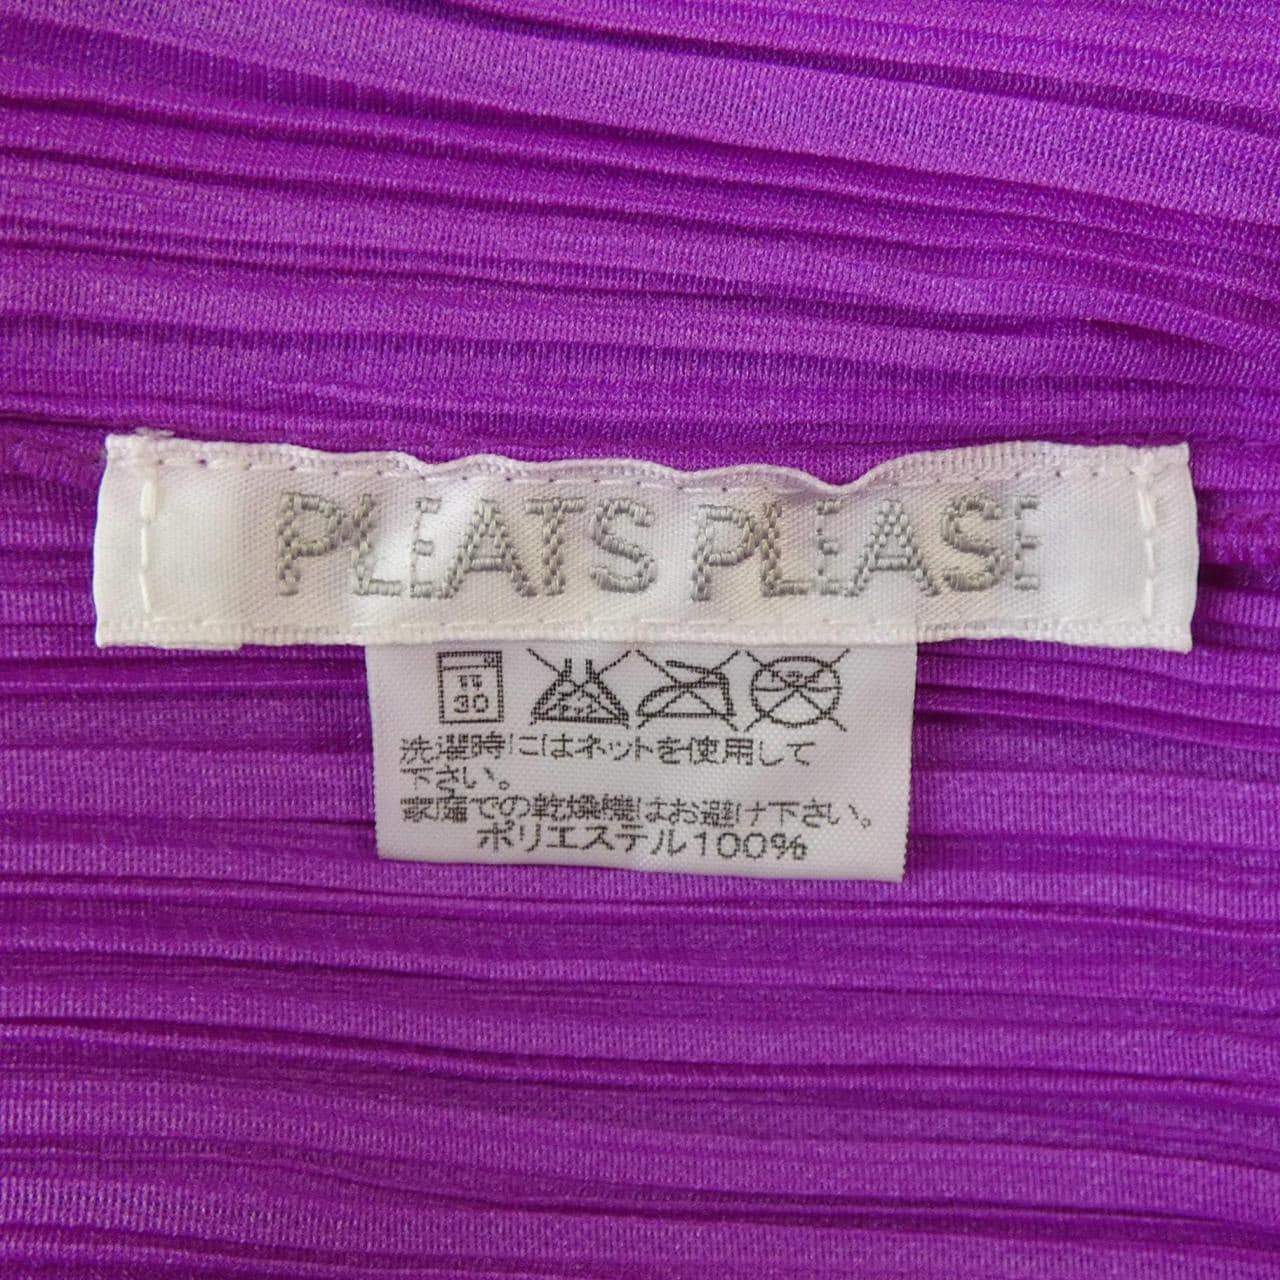 PLEATS PLEASE
30
洗濯時にはネットを使用して
下さい。
家庭での乾燥機はお避け下さい。
ポリエステル100%